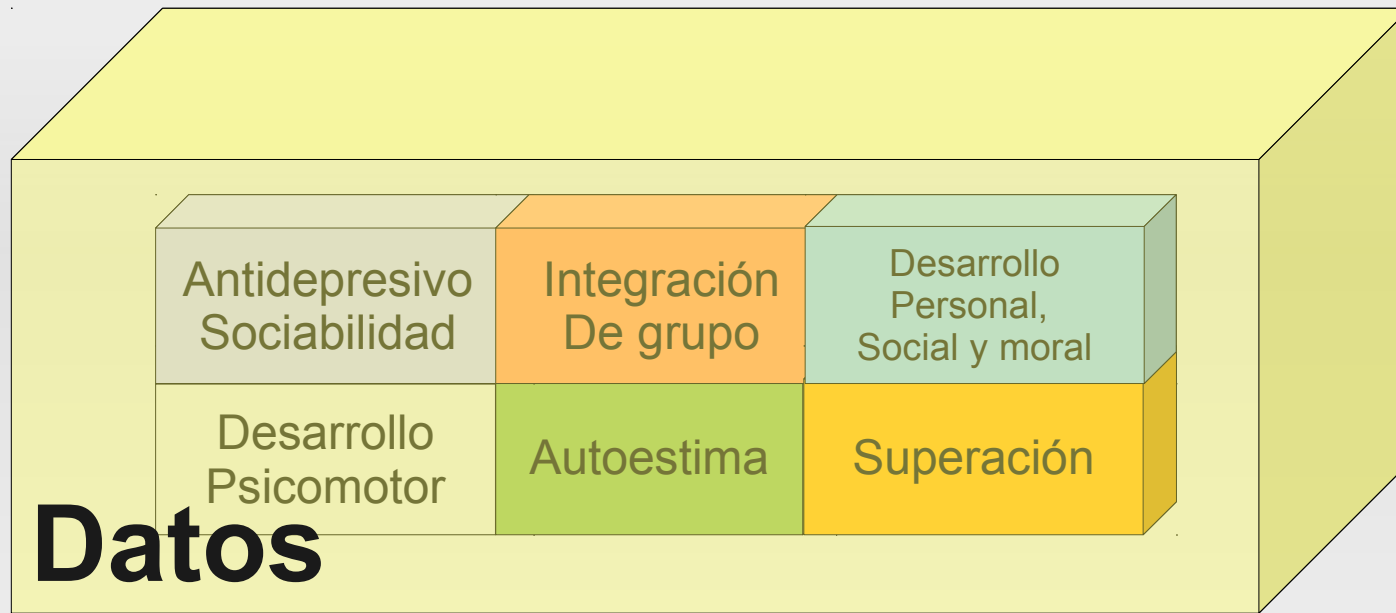 Antidepresivo
Sociabilidad
Integración
De grupo
Desarrollo
Personal,
Social y moral
Desarrollo
Psicomotor
Autoestima
Superación
Datos